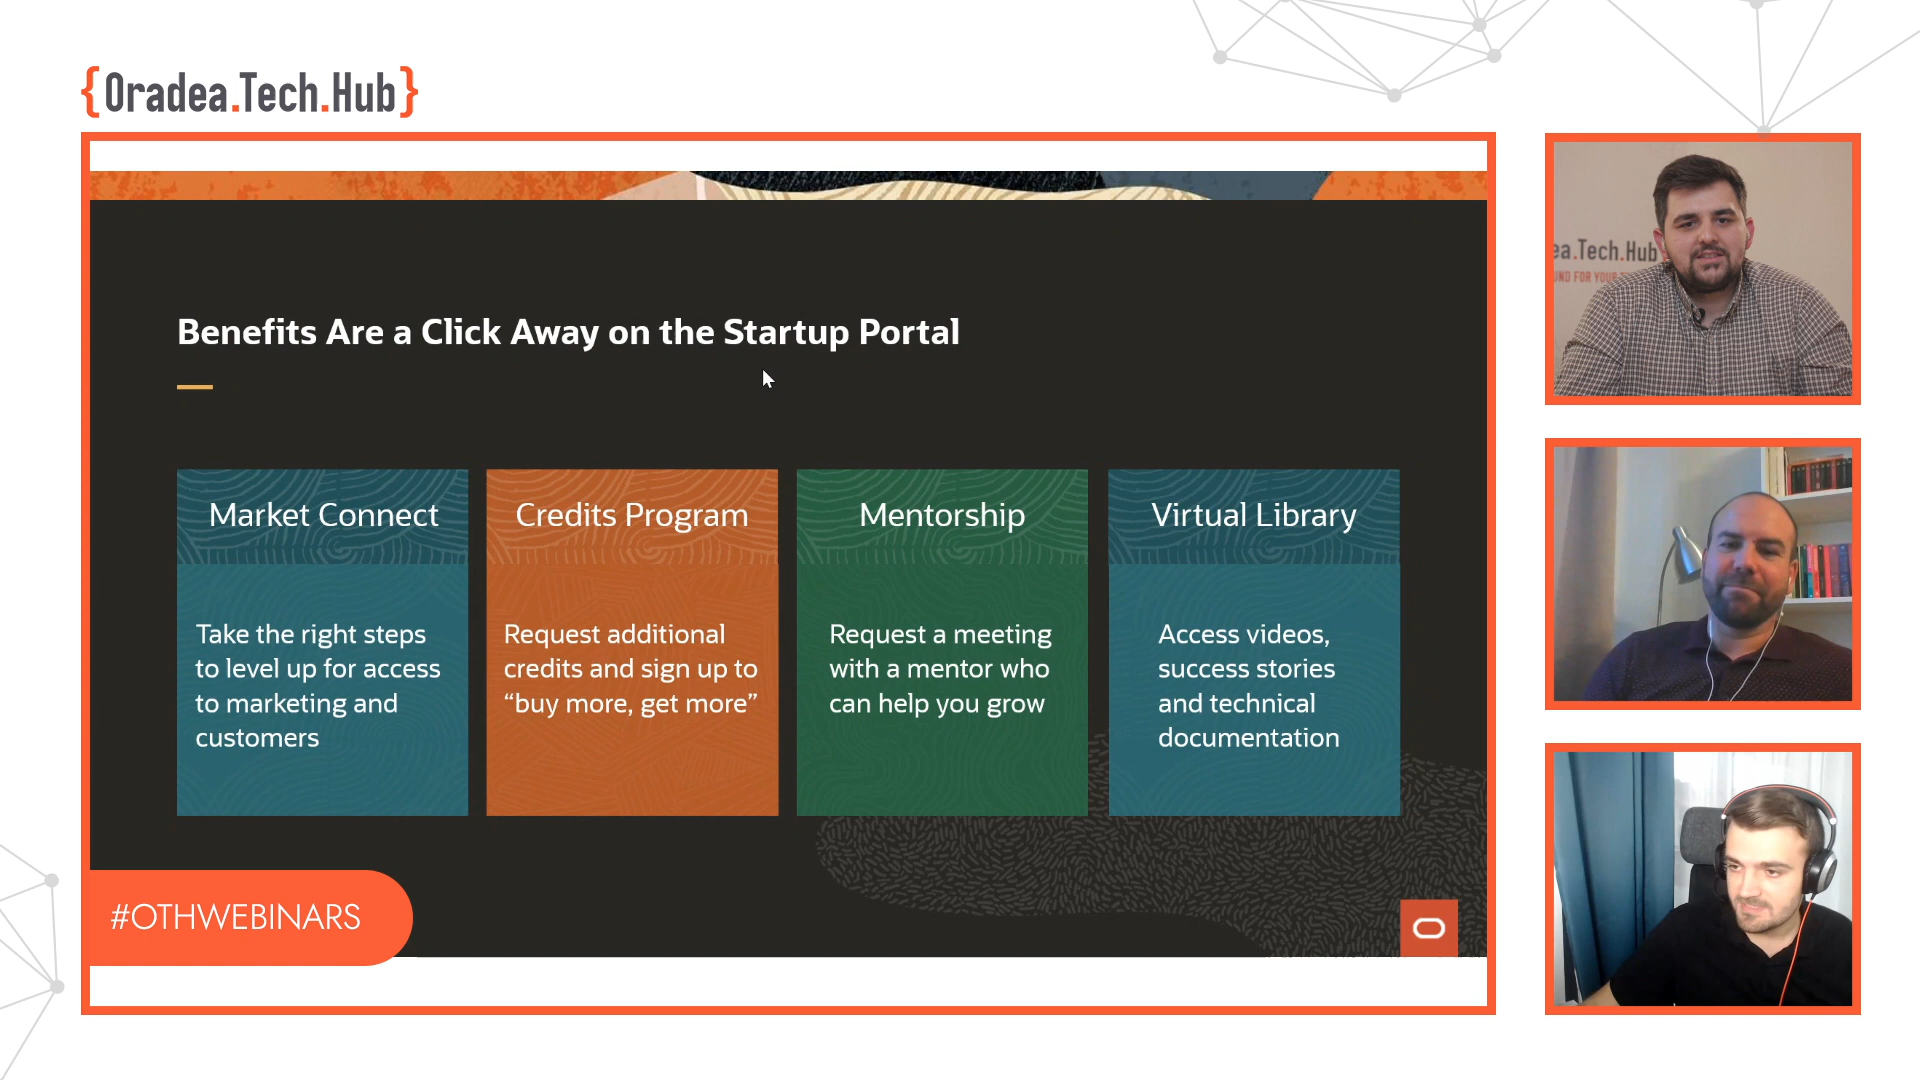 {Oradea.Tech.Hub}
Benefits Are a Click Away on the Startup Portal
Market Connect
Take the right steps
to level up for access
to marketing and
customers
Credits Program
Request additional
credits and sign up to
“buy more, get more”
Mentorship
Request a meeting
with a mentor who
can help you grow
Virtual Library
Access videos,
success stories
and technical
documentation
#OTHWEBINARS
ea.Tech.Hub
UND FOR YOUR